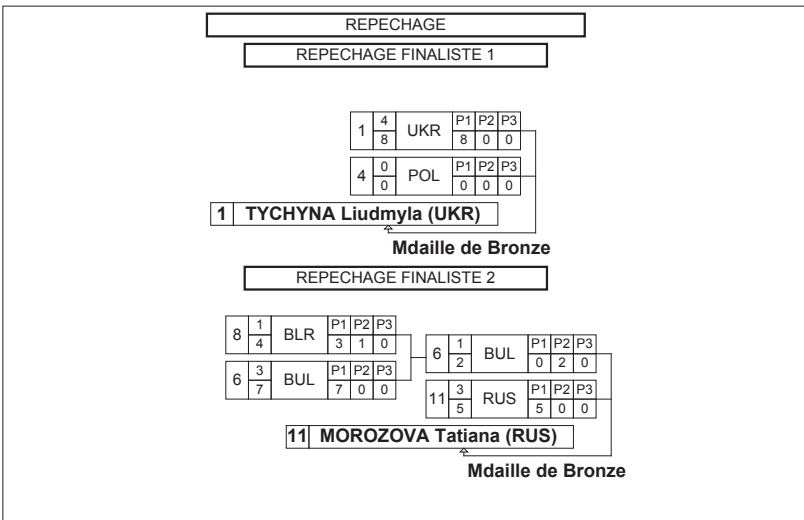 REPECHAGE
REPECHAGE FINALISTE 1
1 4 8 UKR P1 P2 P3 8 0 0
4 0 0 POL P1 P2 P3 0 0 0
1 TYCHYNA Liudmyla (UKR)
Mdaille de Bronze
REPECHAGE FINALISTE 2
8 1 4 BLR P1 P2 P3 3 1 0
6 3 7 BUL P1 P2 P3 7 0 0
6 1 2 BUL P1 P2 P3 0 2 0
11 3 5 RUS P1 P2 P3 5 0 0
11 MOROZOVA Tatiana (RUS)
Mdaille de Bronze